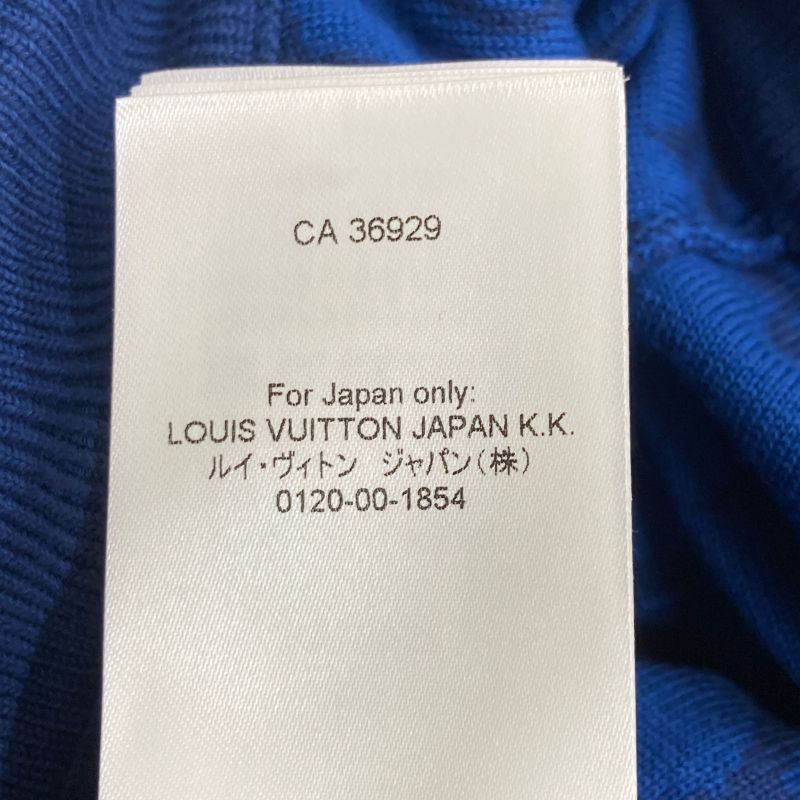 CA 36929
For Japan only:
LOUIS VUITTON JAPAN K.K.
ルイ・ヴィトン ジャパン(株)
0120-00-1854